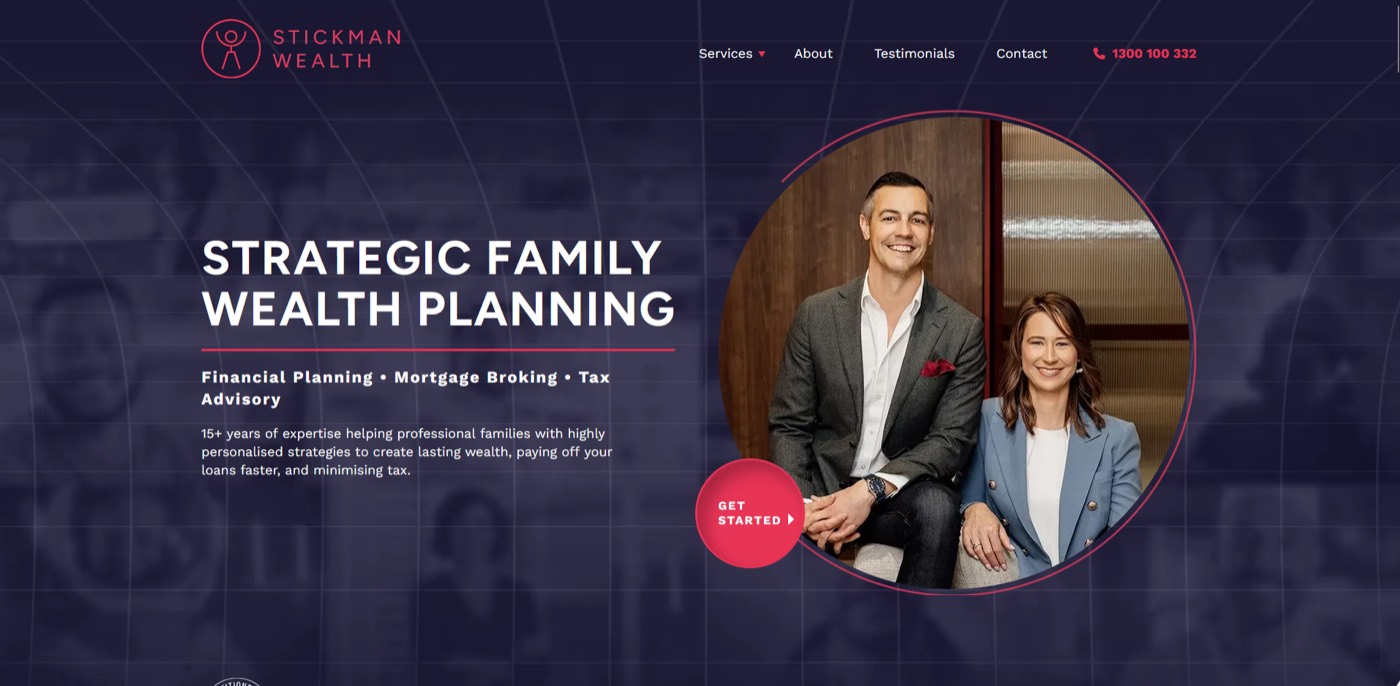 STICKMAN
WEALTH
Services
About
Testimonials
Contact
1300 100 332
STRATEGIC FAMILY
WEALTH PLANNING
Financial Planning • Mortgage Broking • Tax
Advisory
15+ years of expertise helping professional families with highly
personalised strategies to create lasting wealth, paying off your
loans faster, and minimising tax.
GET
STARTED